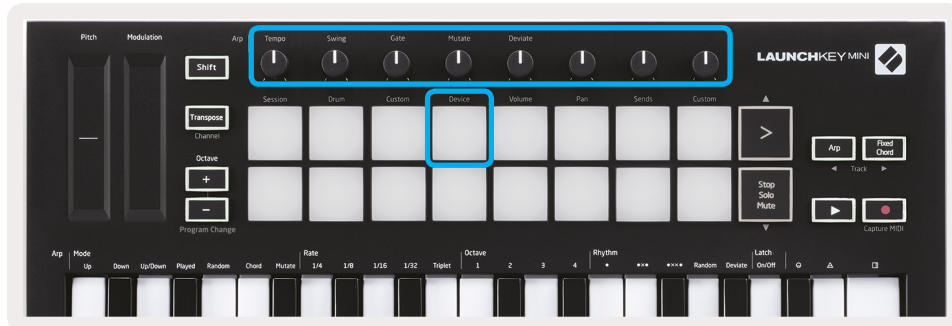 Pitch Modulation Arp Tempo Swing Gate Mutate Deviate
LAUNCHKEY MINI
Shift
Session Drum Custom Device Volume Pan Sends Custom
Transpose
Channel
>
Arp
Fixed
Chord
Track
Octave
+
-
Program Change
Stop
Solo
Mute
Capture MIDI
Arp Mode Rate Octave Rhythm Latch
Up Down Up/Down Played Random Chord Mutate 1/4 1/8 1/16 1/32 Triplet 1 2 3 4 Random Deviate On/Off